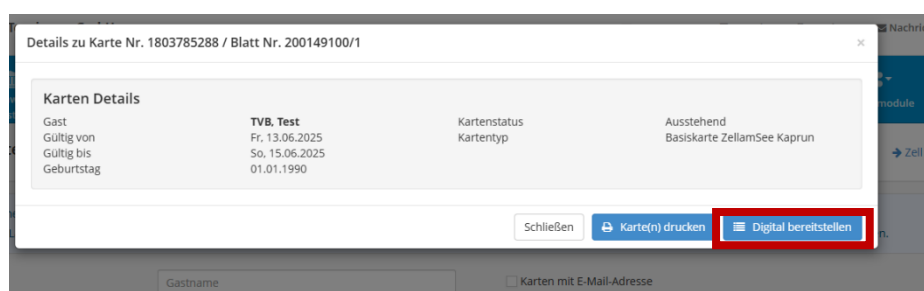 Nachri
Details zu Karte Nr. 1803785288 / Blatt Nr. 200149100/1 ×
module
Karten Details
Gast TVB, Test Kartenstatus Ausstehend
Gültig von Fr, 13.06.2025 Kartentyp Basiskarte ZellamSee Kaprun
Gültig bis So, 15.06.2025
Geburtstag 01.01.1990
Zell
Schließen Karte(n) drucken Digital bereitstellen
n.
Gastname Karten mit E-Mail-Adresse